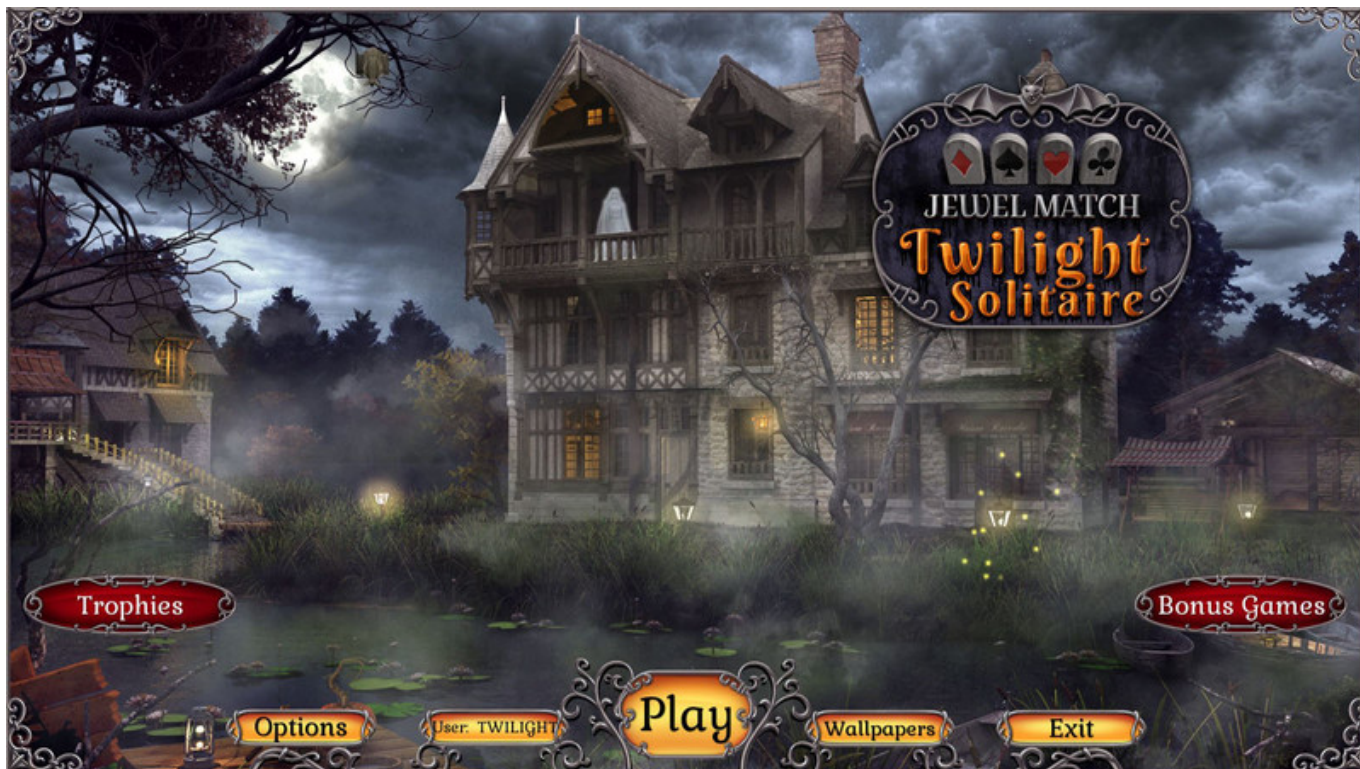 JEWEL MATCH
Twilight
Solitaire
Trophies
Bonus Games
Options
User: TWILIGHT
Play
Wallpapers
Exit